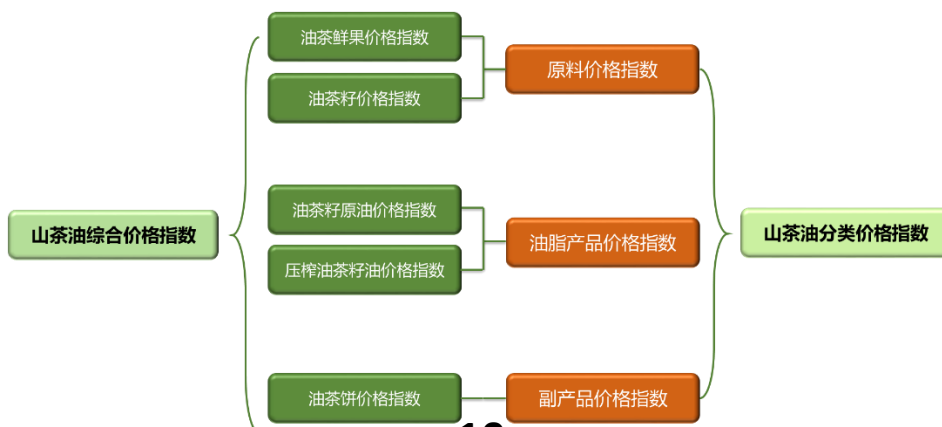 油茶鲜果价格指数
原料价格指数
油茶籽价格指数
油茶籽原油价格指数
山茶油综合价格指数
油脂产品价格指数
山茶油分类价格指数
压榨油茶籽油价格指数
油茶饼价格指数
副产品价格指数